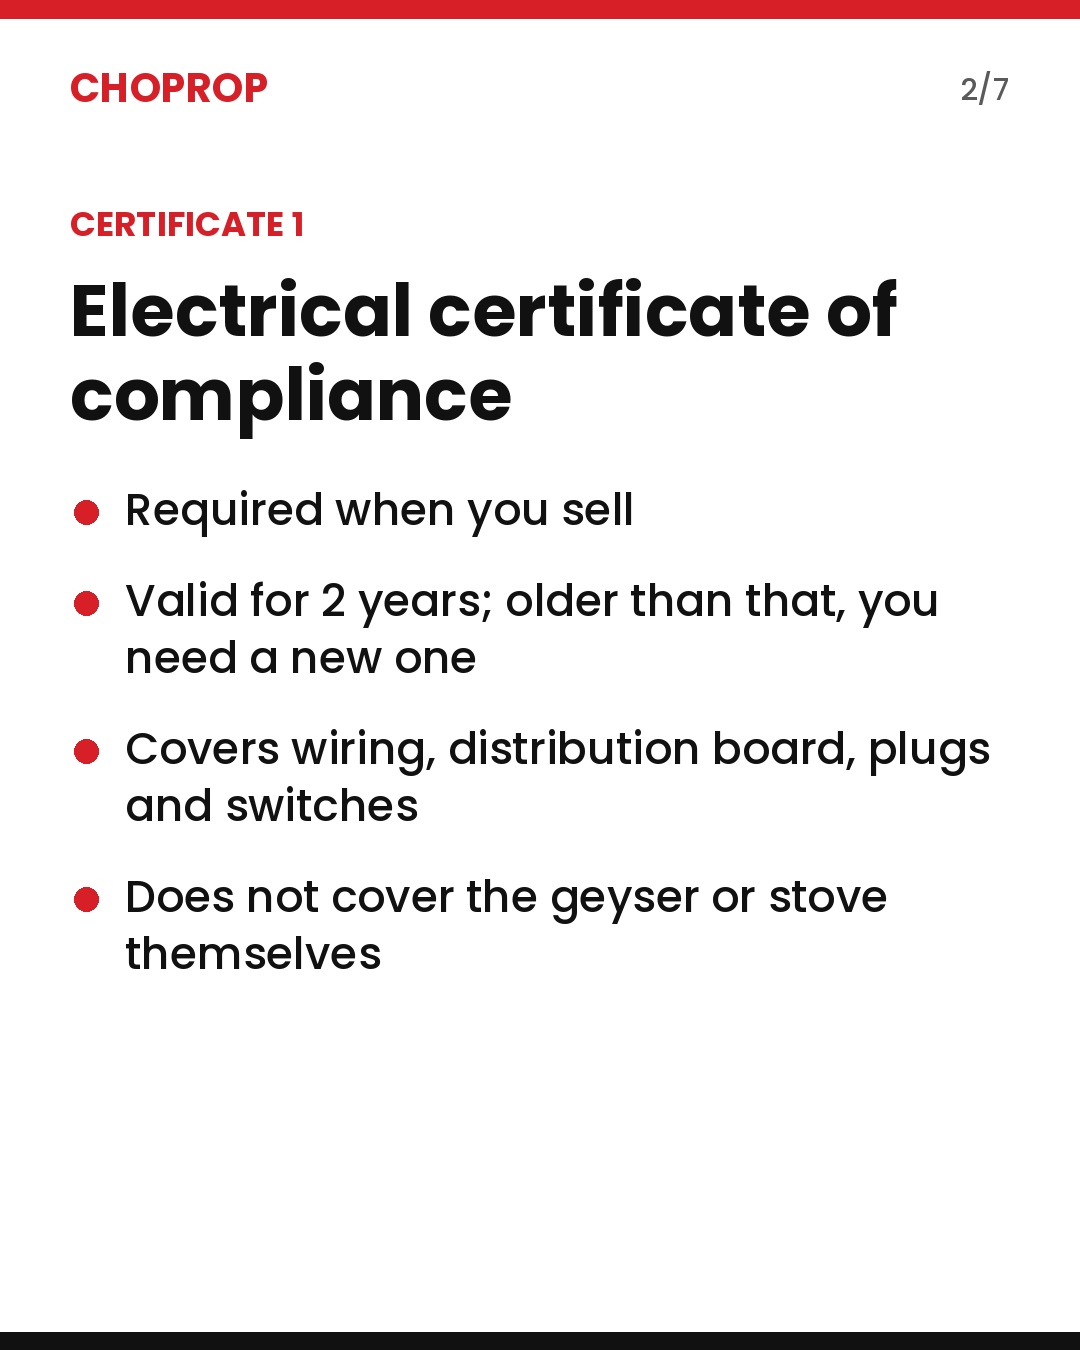 CHOPROP
2/7
CERTIFICATE 1
Electrical certificate of
compliance
Required when you sell
Valid for 2 years; older than that, you
need a new one
Covers wiring, distribution board, plugs
and switches
Does not cover the geyser or stove
themselves